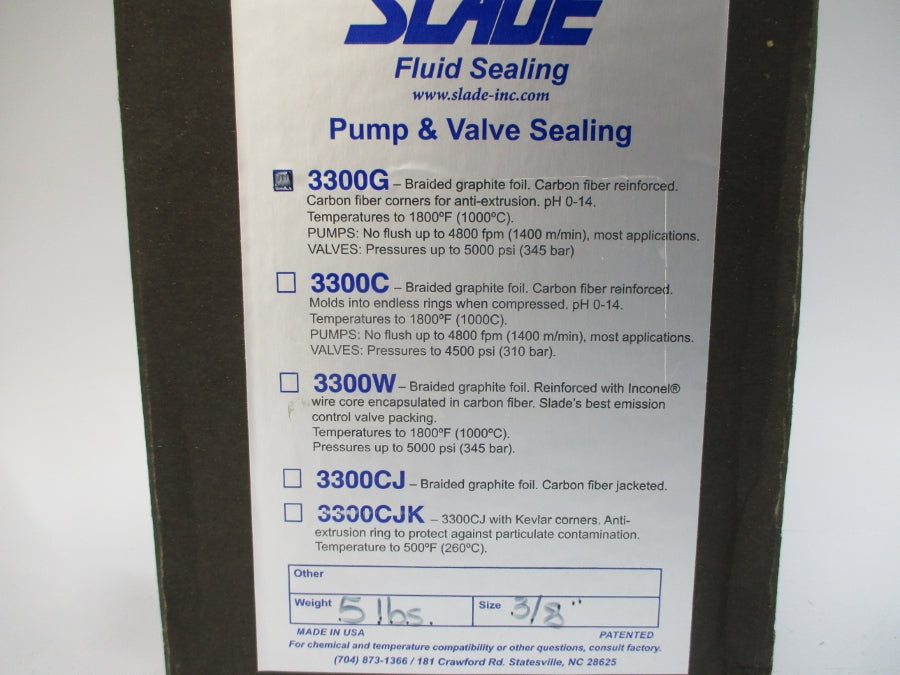 SLADE
Fluid Sealing
www.slade-inc.com
Pump & Valve Sealing
3300G – Braided graphite foil. Carbon fiber reinforced.
Carbon fiber corners for anti-extrusion. pH 0-14.
Temperatures to 1800ºF (1000ºC).
PUMPS: No flush up to 4800 fpm (1400 m/min), most applications.
VALVES: Pressures up to 5000 psi (345 bar)
3300C – Braided graphite foil. Carbon fiber reinforced.
Molds into endless rings when compressed. pH 0-14.
Temperatures to 1800ºF (1000C).
PUMPS: No flush up to 4800 fpm (1400 m/min), most applications.
VALVES: Pressures to 4500 psi (310 bar).
3300W – Braided graphite foil. Reinforced with Inconel®
wire core encapsulated in carbon fiber. Slade's best emission
control valve packing.
Temperatures to 1800ºF (1000ºC).
Pressures up to 5000 psi (345 bar).
3300CJ – Braided graphite foil. Carbon fiber jacketed.
3300CJK – 3300CJ with Kevlar corners. Anti-
extrusion ring to protect against particulate contamination.
Temperature to 500ºF (260ºC).
Other
Weight 5 lbs. Size 3/8"
MADE IN USA PATENTED
For chemical and temperature compatibility or other questions, consult factory.
(704) 873-1366 / 181 Crawford Rd. Statesville, NC 28625